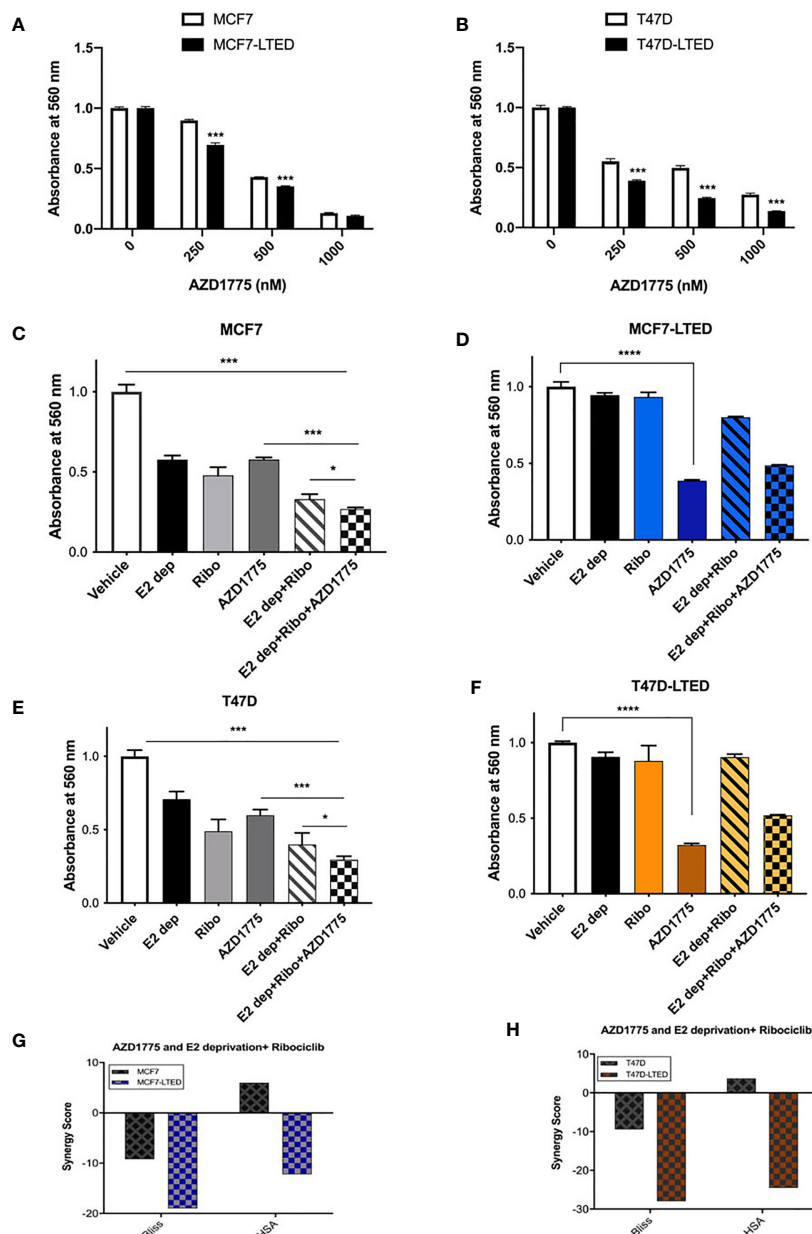 A
MCF7
MCF7-LTED
Absorbance at 560 nm
1.5
1.0
0.5
0.0
***
***
0
250
500
1000
AZD1775 (nM)
B
T47D
T47D-LTED
Absorbance at 560 nm
1.5
1.0
0.5
0.0
***
***
***
0
250
500
1000
AZD1775 (nM)
C
MCF7
Absorbance at 560 nm
1.0
0.5
0.0
***
***
*
Vehicle
E2 dep
Ribo
AZD1775
E2 dep+Ribo
E2 dep+Ribo+AZD1775
D
MCF7-LTED
Absorbance at 560 nm
1.0
0.5
0.0
****
Vehicle
E2 dep
Ribo
AZD1775
E2 dep+Ribo
E2 dep+Ribo+AZD1775
E
T47D
Absorbance at 560 nm
1.0
0.5
0.0
***
***
*
Vehicle
E2 dep
Ribo
AZD1775
E2 dep+Ribo
E2 dep+Ribo+AZD1775
F
T47D-LTED
Absorbance at 560 nm
1.0
0.5
0.0
****
Vehicle
E2 dep
Ribo
AZD1775
E2 dep+Ribo
E2 dep+Ribo+AZD1775
G
AZD1775 and E2 deprivation+ Ribociclib
MCF7
MCF7-LTED
Synergy Score
10
0
-10
-20
Bliss
HSA
H
AZD1775 and E2 deprivation+ Ribociclib
T47D
T47D-LTED
Synergy Score
10
0
-10
-20
-30
Bliss
HSA